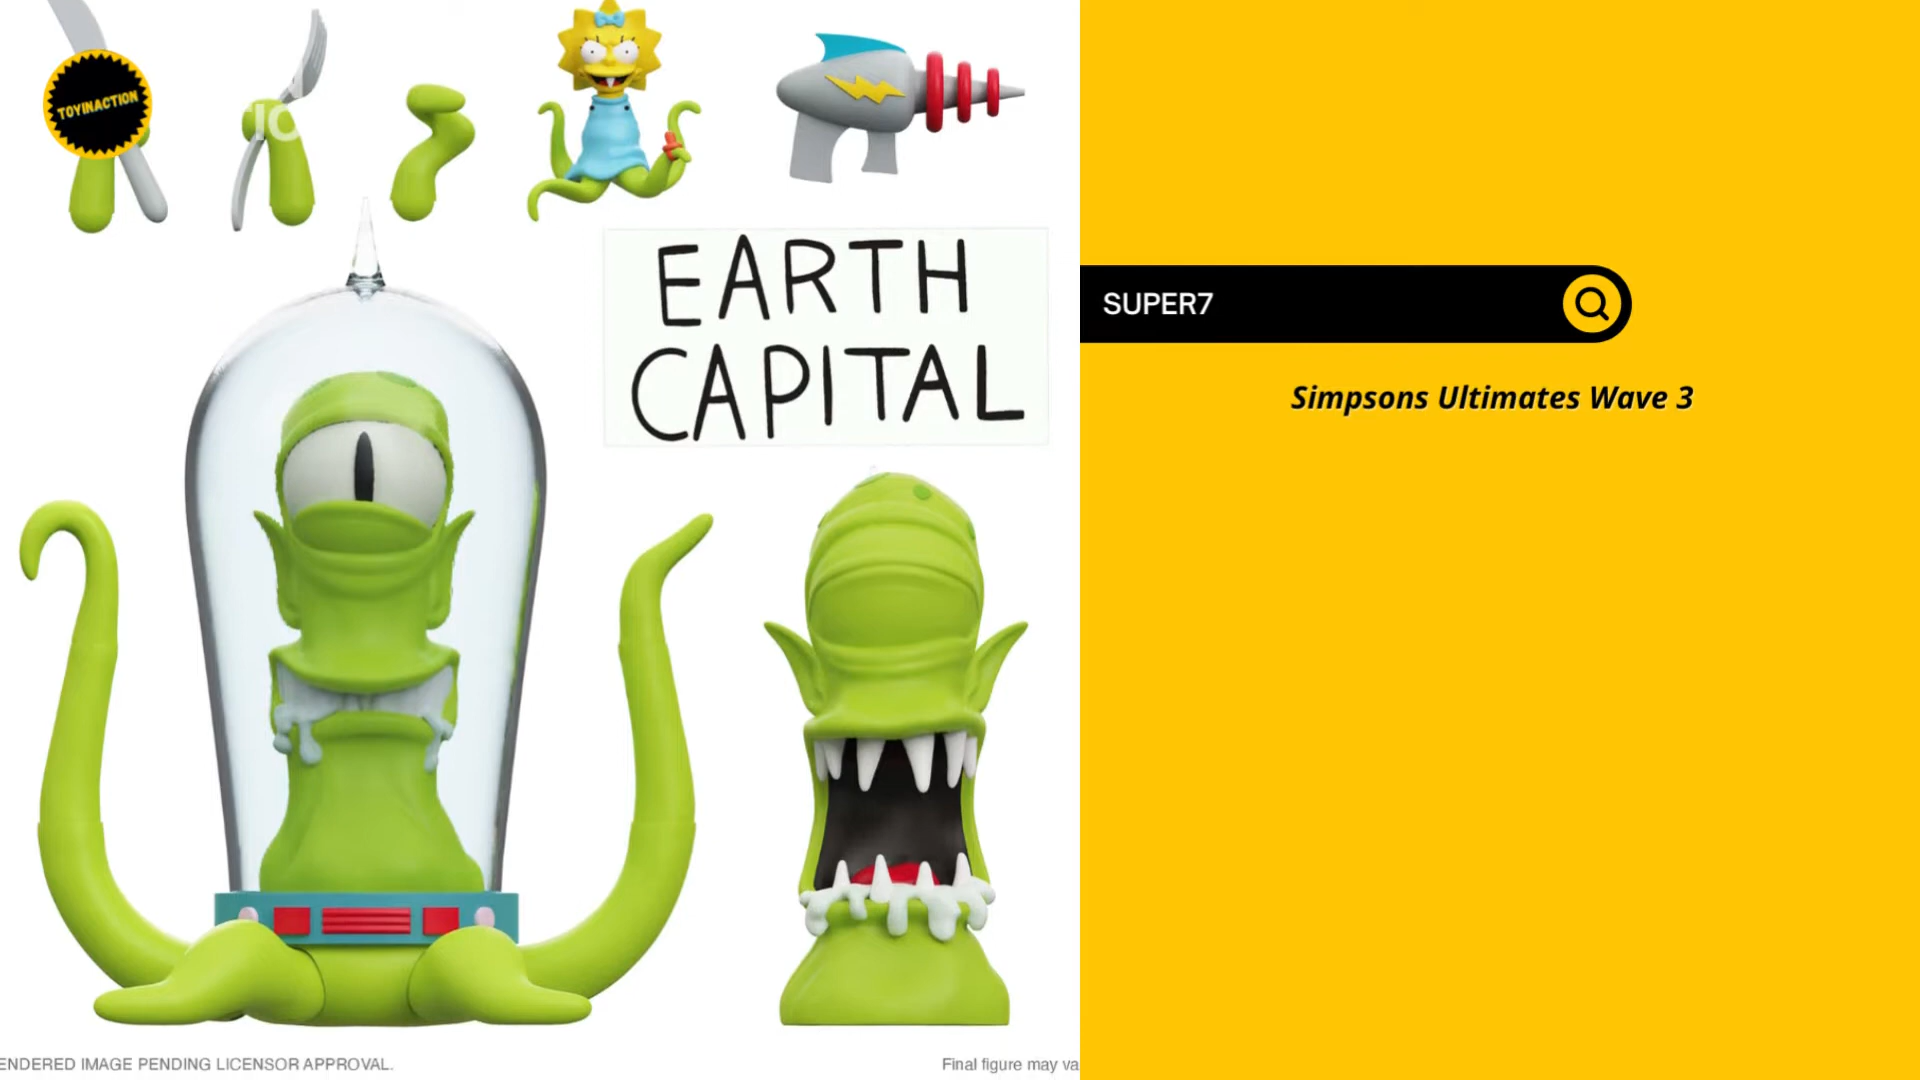 TOYINACTION
EARTH
CAPITAL
SUPER7
Simpsons Ultimates Wave 3
ENDERED IMAGE PENDING LICENSOR APPROVAL.
Final figure may va